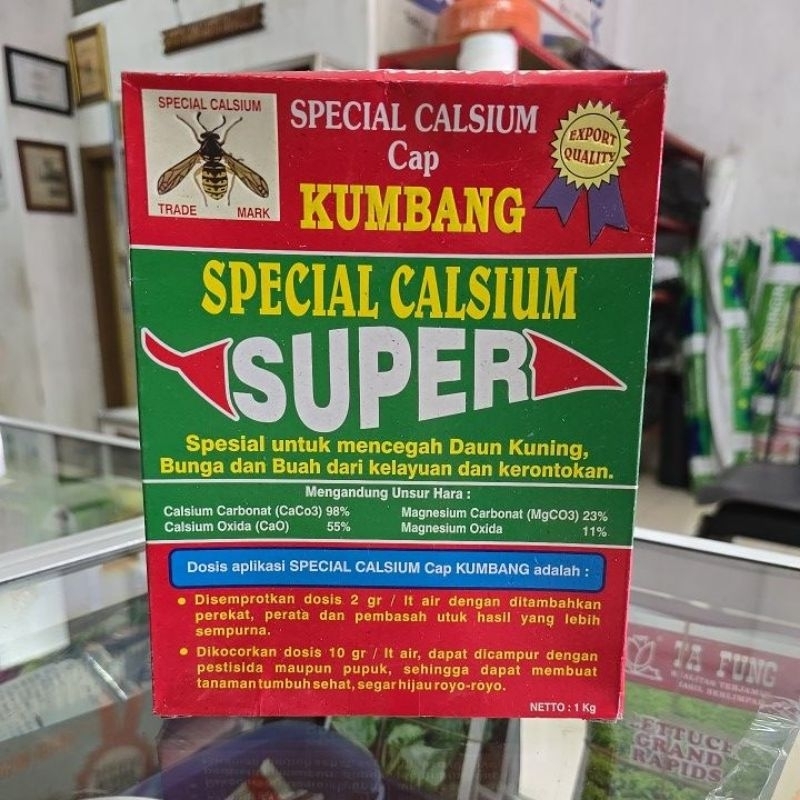 SPECIAL CALSIUM
TRADE MARK
SPECIAL CALSIUM
Cap
KUMBANG
EXPORT
QUALITY
SPECIAL CALSIUM
SUPER
Spesial untuk mencegah Daun Kuning,
Bunga dan Buah dari kelayuan dan kerontokan.
Mengandung Unsur Hara :
Calsium Carbonat (CaCo3) 98% Magnesium Carbonat (MgCO3) 23%
Calsium Oxida (CaO) 55% Magnesium Oxida 11%
Dosis aplikasi SPECIAL CALSIUM Cap KUMBANG adalah :
• Disemprotkan dosis 2 gr / lt air dengan ditambahkan
perekat, perata dan pembasah utuk hasil yang lebih
sempurna.
• Dikocorkan dosis 10 gr / lt air, dapat dicampur dengan
pestisida maupun pupuk, sehingga dapat membuat
tanaman tumbuh sehat, segar hijau royo-royo.
NETTO : 1 Kg
TA FUNG
LETTUCE
GRAND
RAPIDS